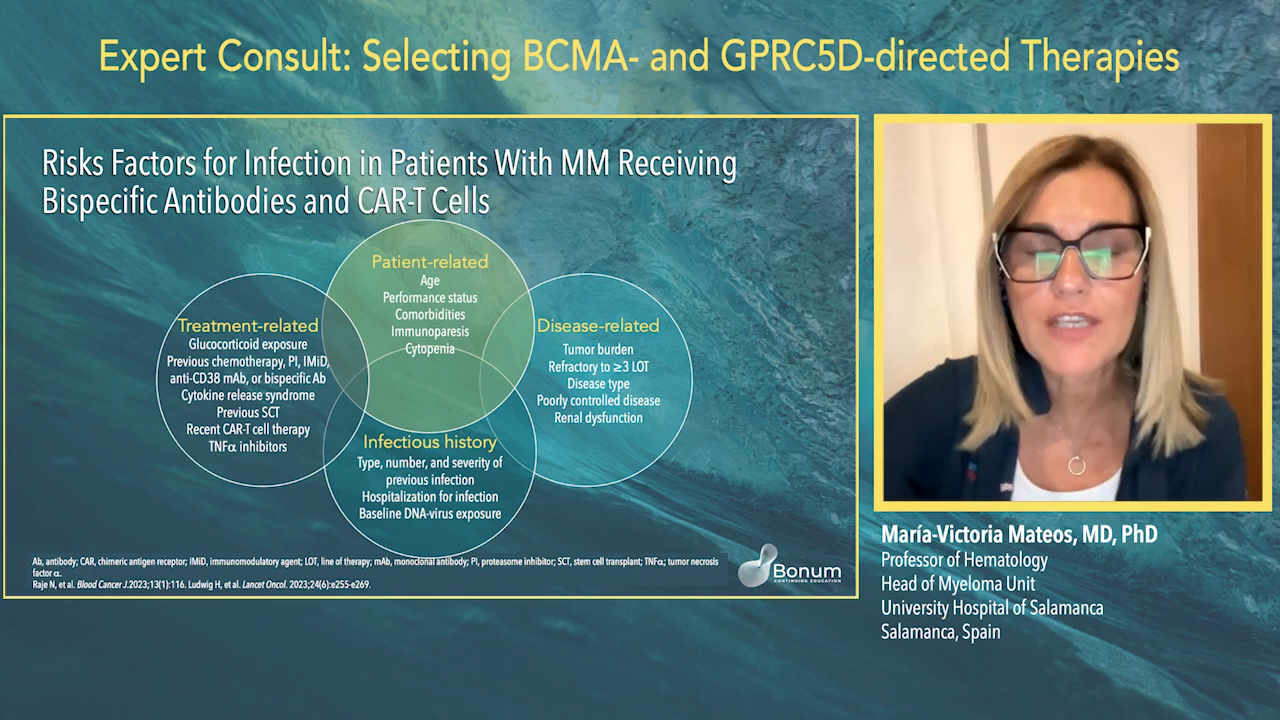 Expert Consult: Selecting BCMA- and GPRC5D-directed Therapies
Risks Factors for Infection in Patients With MM Receiving
Bispecific Antibodies and CAR-T Cells
Patient-related
Age
Performance status
Comorbidities
Immunoparesis
Cytopenia
Treatment-related
Glucocorticoid exposure
Previous chemotherapy, PI, IMiD,
anti-CD38 mAb, or bispecific Ab
Cytokine release syndrome
Previous SCT
Recent CAR-T cell therapy
TNFα inhibitors
Disease-related
Tumor burden
Refractory to ≥3 LOT
Disease type
Poorly controlled disease
Renal dysfunction
Infectious history
Type, number, and severity of
previous infection
Hospitalization for infection
Baseline DNA-virus exposure
Ab, antibody; CAR, chimeric antigen receptor; IMiD, immunomodulatory agent; LOT, line of therapy; mAb, monoclonal antibody; PI, proteasome inhibitor; SCT, stem cell transplant; TNFα; tumor necrosis
factor α.
Raje N, et al. Blood Cancer J.2023;13(1):116. Ludwig H, et al. Lancet Oncol. 2023;24(6):e255-e269.
Bonum
CONTINUING EDUCATION
María-Victoria Mateos, MD, PhD
Professor of Hematology
Head of Myeloma Unit
University Hospital of Salamanca
Salamanca, Spain